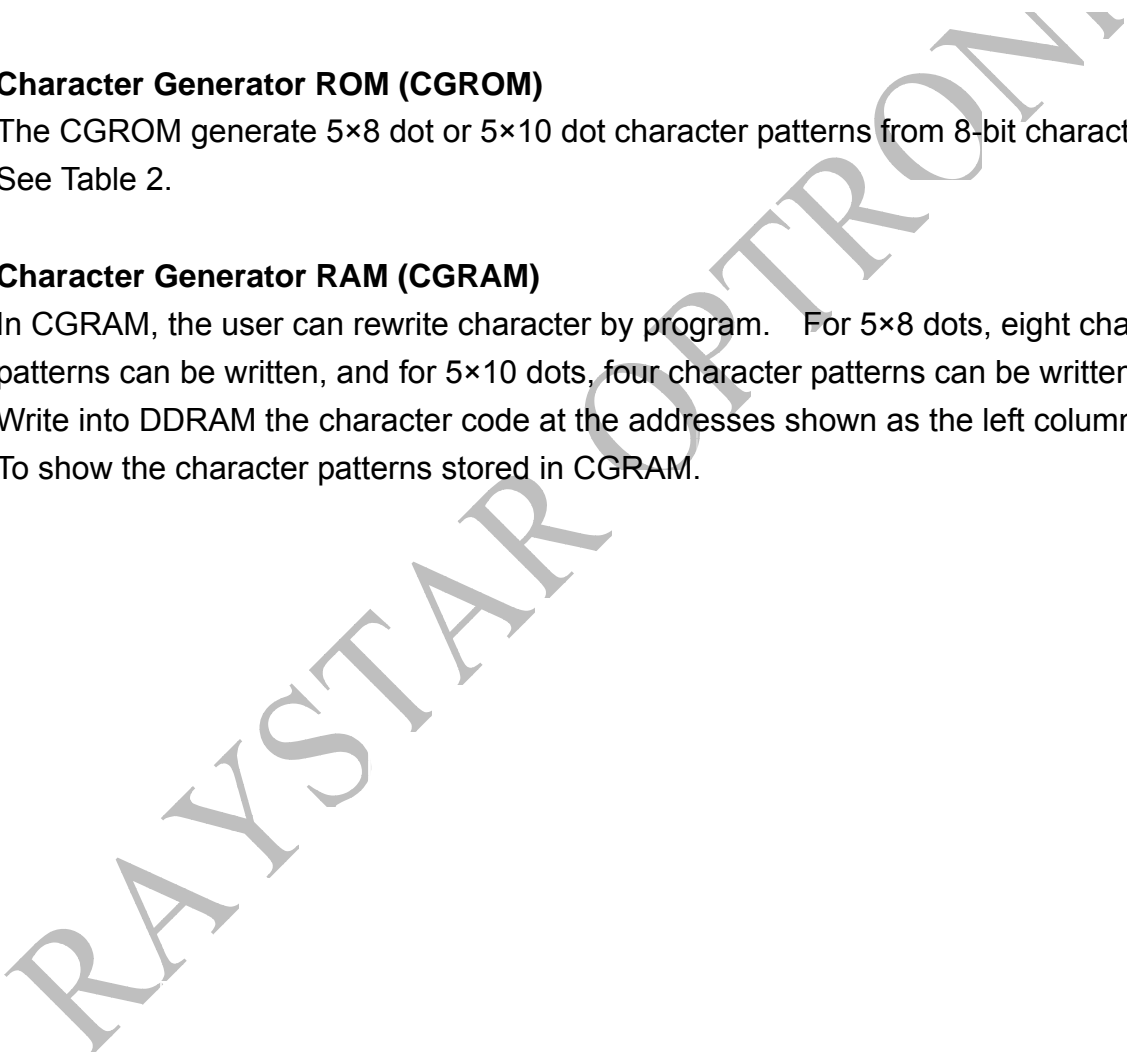 Character Generator ROM (CGROM)
The CGROM generate 5×8 dot or 5×10 dot character patterns from 8-bit charact
See Table 2.
Character Generator RAM (CGRAM)
In CGRAM, the user can rewrite character by program. For 5×8 dots, eight cha
patterns can be written, and for 5×10 dots, four character patterns can be written
Write into DDRAM the character code at the addresses shown as the left column
To show the character patterns stored in CGRAM.
RAYSTAR OPTRON